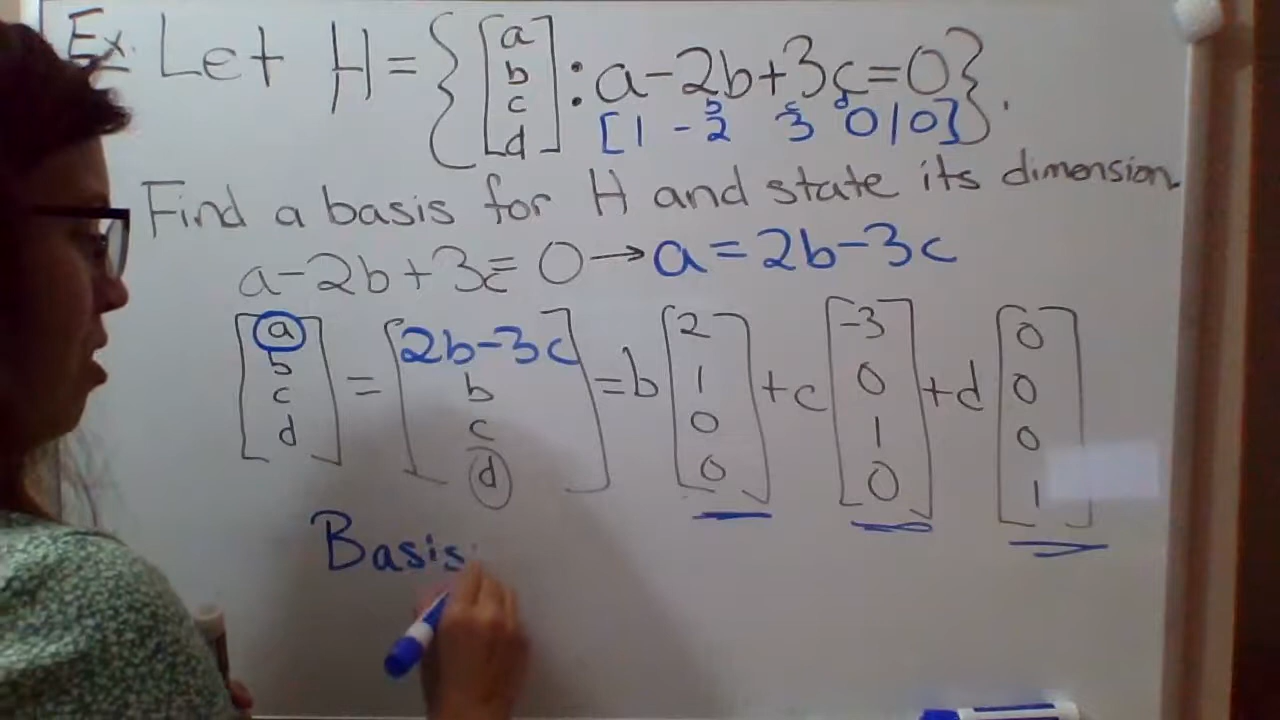 Ex. Let H = { [a b c d] : a - 2b + 3c = 0 }.
[1 -2 3 0 | 0]
b c d
Find a basis for H and state its dimension.
a - 2b + 3c = 0 → a = 2b - 3c
[a b c d] = [2b - 3c b c d] = b [2 1 0 0] + c [-3 0 1 0] + d [0 0 0 1]
Basis: